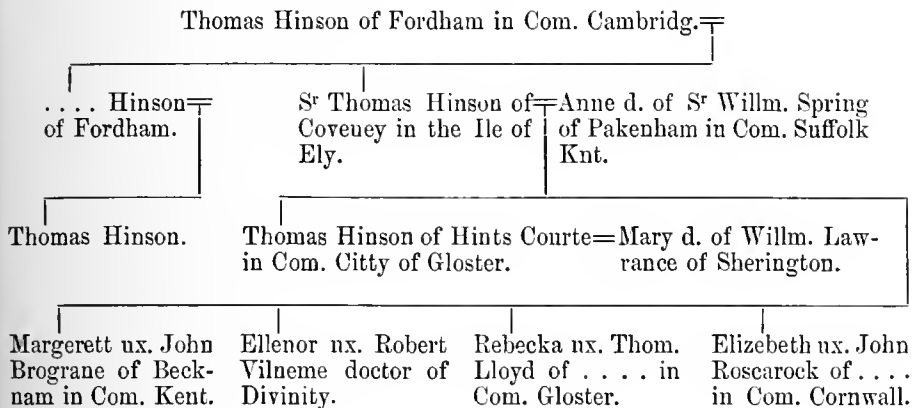 Thomas Hinson of Fordham in Com. Cambridg.
. . . . Hinson
of Fordham.
Sr Thomas Hinson of
Coveney in the Ile of
Ely.
Anne d. of Sr Willm. Spring
of Pakenham in Com. Suffolk
Knt.
Thomas Hinson.
Thomas Hinson of Hints Courte
in Com. Citty of Gloster.
Mary d. of Willm. Law-
rance of Sherington.
Margerett ux. John
Brograne of Beck-
nam in Com. Kent.
Ellenor ux. Robert
Vilneme doctor of
Divinity.
Rebecka ux. Thom.
Lloyd of . . . . in
Com. Gloster.
Elizebeth ux. John
Roscarock of . . . .
in Com. Cornwall.